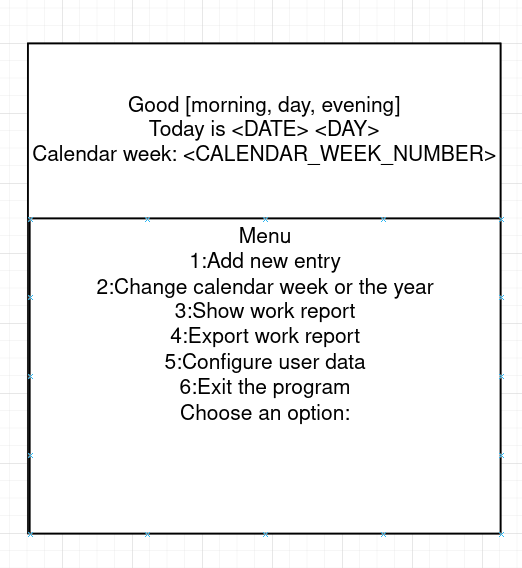 Good [morning, day, evening]
Today is <DATE> <DAY>
Calendar week: <CALENDAR_WEEK_NUMBER>
Menu
1:Add new entry
2:Change calendar week or the year
3:Show work report
4:Export work report
5:Configure user data
6:Exit the program
Choose an option: